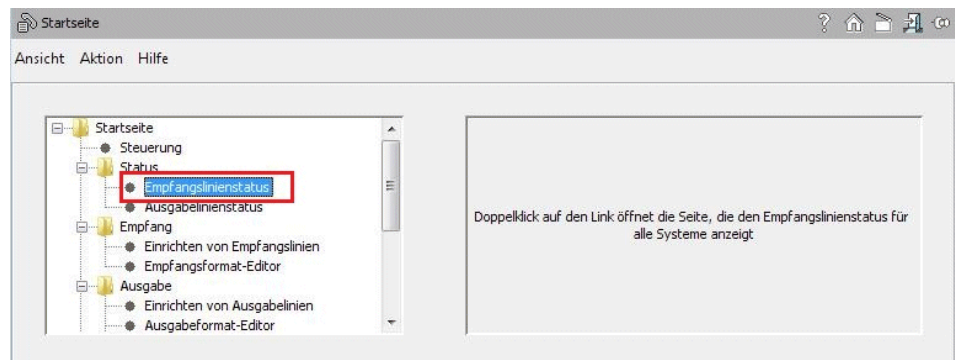 Startseite
Ansicht Aktion Hilfe
Startseite
Steuerung
Status
Empfangslinienstatus
Ausgabelinienstatus
Empfang
Einrichten von Empfangslinien
Empfangsformat-Editor
Ausgabe
Einrichten von Ausgabelinien
Ausgabeformat-Editor
Doppelklick auf den Link öffnet die Seite, die den Empfangslinienstatus für
alle Systeme anzeigt